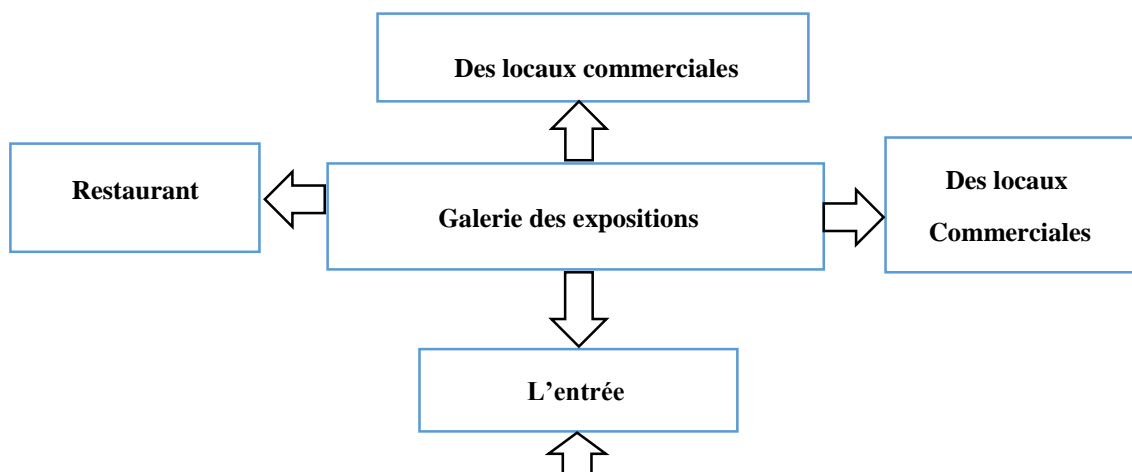 Des locaux commerciales
Restaurant
Galerie des expositions
Des locaux
Commerciales
L’entrée